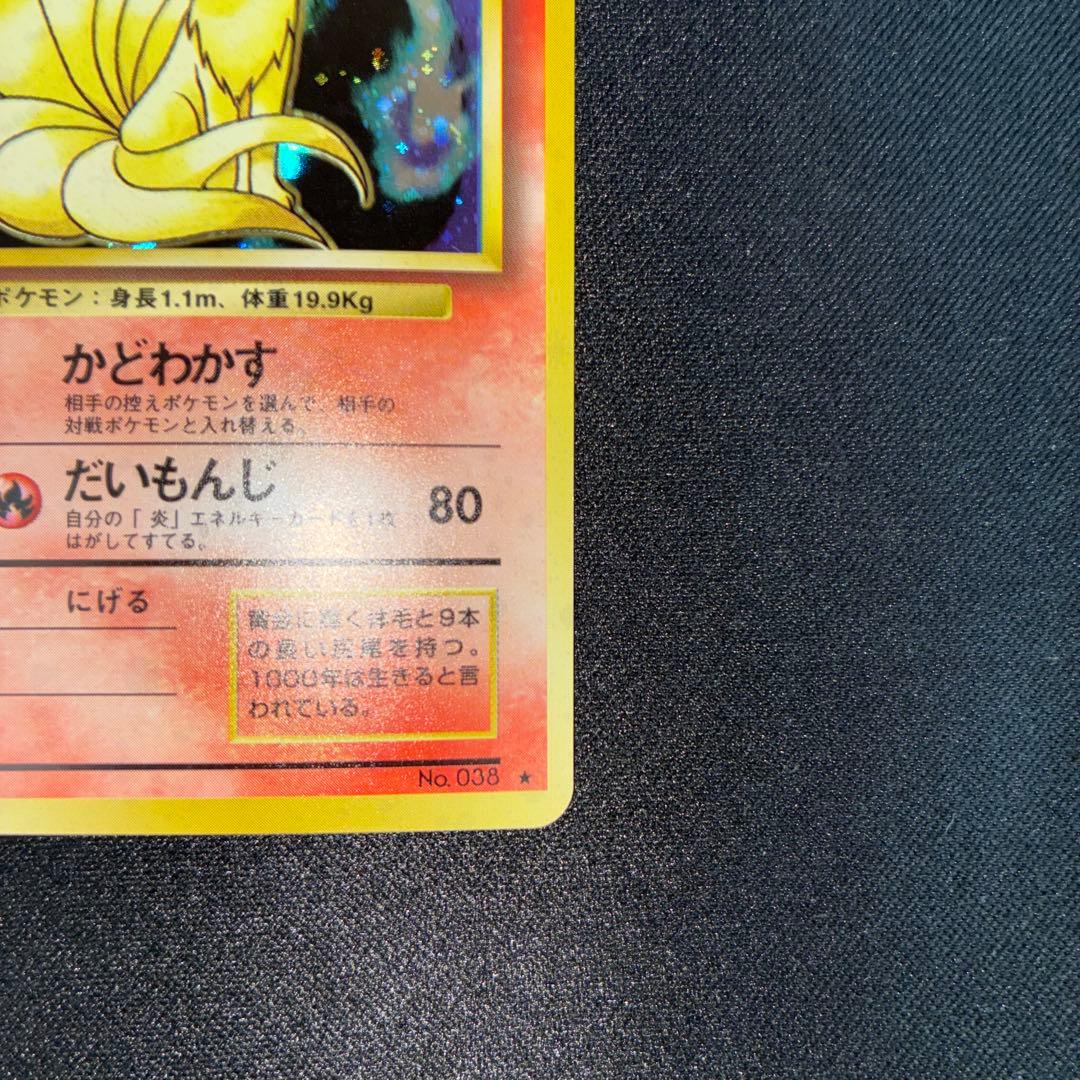 ポケモン：身長1.1m、体重19.9Kg
かどわかす
相手の控えポケモンを選んで、相手の
対戦ポケモンと入れ替える。
だいもんじ
80
自分の「 炎」エネルギーカードを1枚
はがしてすてる。
にげる
黄金に輝く体毛と9本
の長い尻尾を持つ。
1000年は生きると言
われている。
No. 038 ★